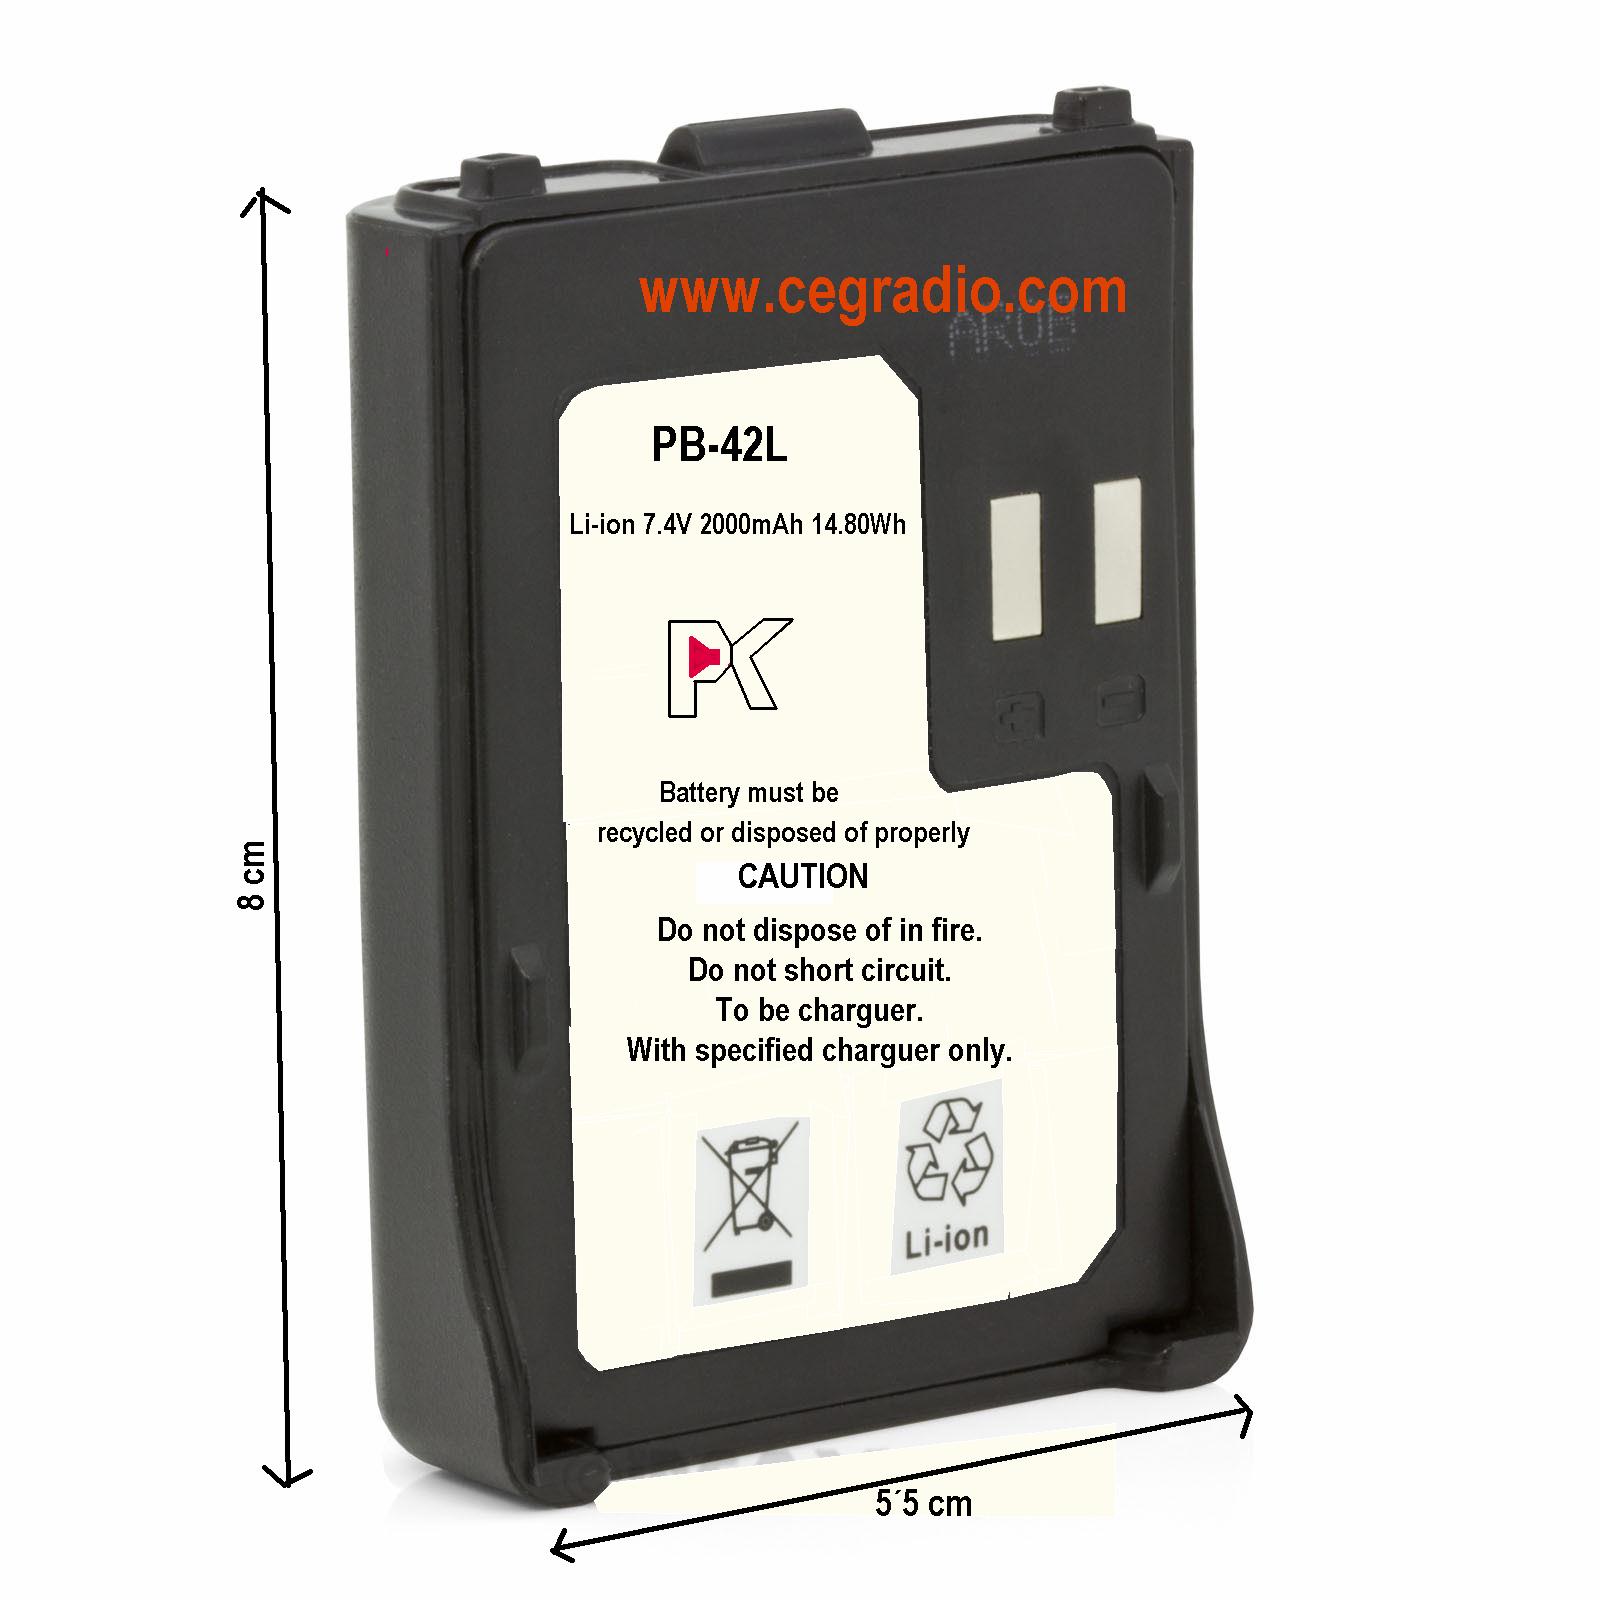 www.cegradio.com
AR0B
PB-42L
Li-ion 7.4V 2000mAh 14.80Wh
PK
Battery must be
recycled or disposed of properly
CAUTION
Do not dispose of in fire.
Do not short circuit.
To be charguer.
With specified charguer only.
Li-ion
8 cm
5´5 cm